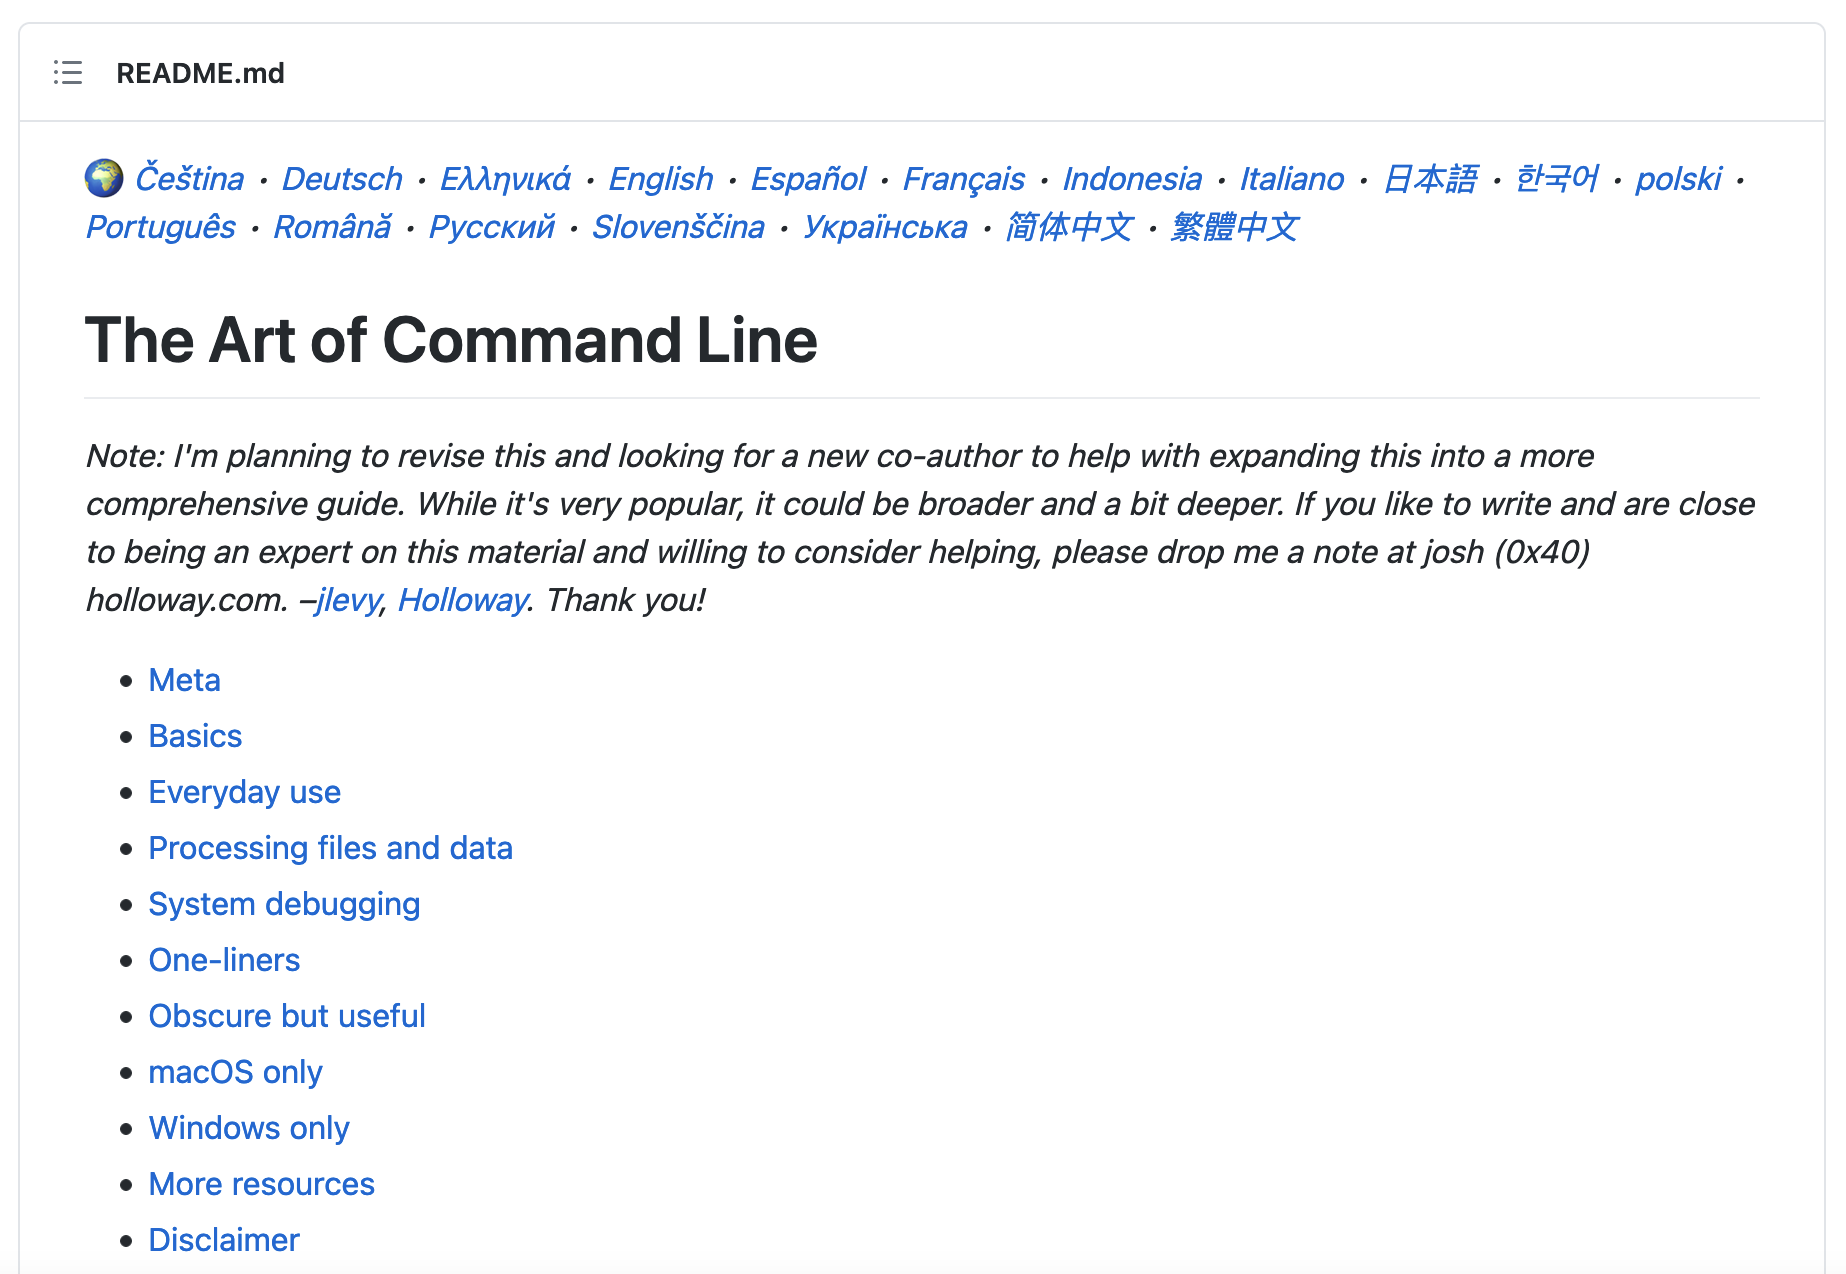 README.md
Čeština ∙ Deutsch ∙ Ελληνικά ∙ English ∙ Español ∙ Français ∙ Indonesia ∙ Italiano ∙ 日本語 ∙ 한국어 ∙ polski ∙
Português ∙ Română ∙ Русский ∙ Slovenščina ∙ Українська ∙ 简体中文 ∙ 繁體中文
The Art of Command Line
Note: I'm planning to revise this and looking for a new co-author to help with expanding this into a more
comprehensive guide. While it's very popular, it could be broader and a bit deeper. If you like to write and are close
to being an expert on this material and willing to consider helping, please drop me a note at josh (0x40)
holloway.com. –jlevy, Holloway. Thank you!
• Meta
• Basics
• Everyday use
• Processing files and data
• System debugging
• One-liners
• Obscure but useful
• macOS only
• Windows only
• More resources
• Disclaimer